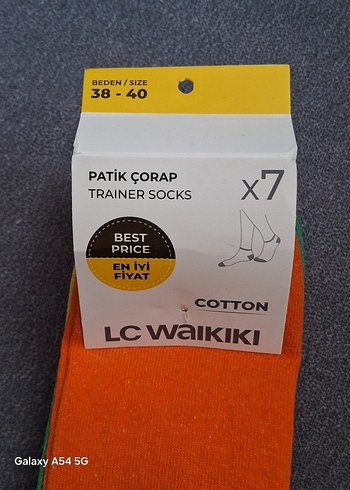 BEDEN / SIZE
38 - 40
PATİK ÇORAP
TRAINER SOCKS
x7
BEST
PRICE
EN İYİ
FİYAT
COTTON
LC WAIKIKI
Galaxy A54 5G